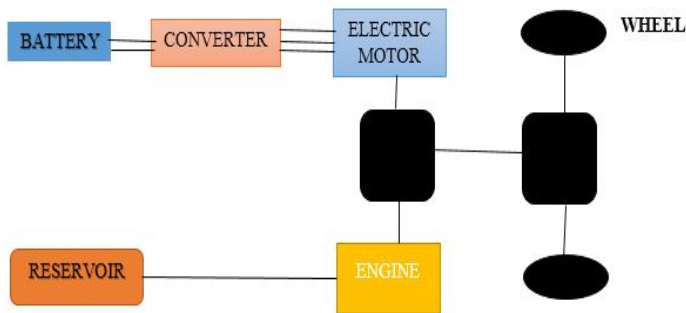 BATTERY
CONVERTER
ELECTRIC
MOTOR
WHEEL
RESERVOIR
ENGINE